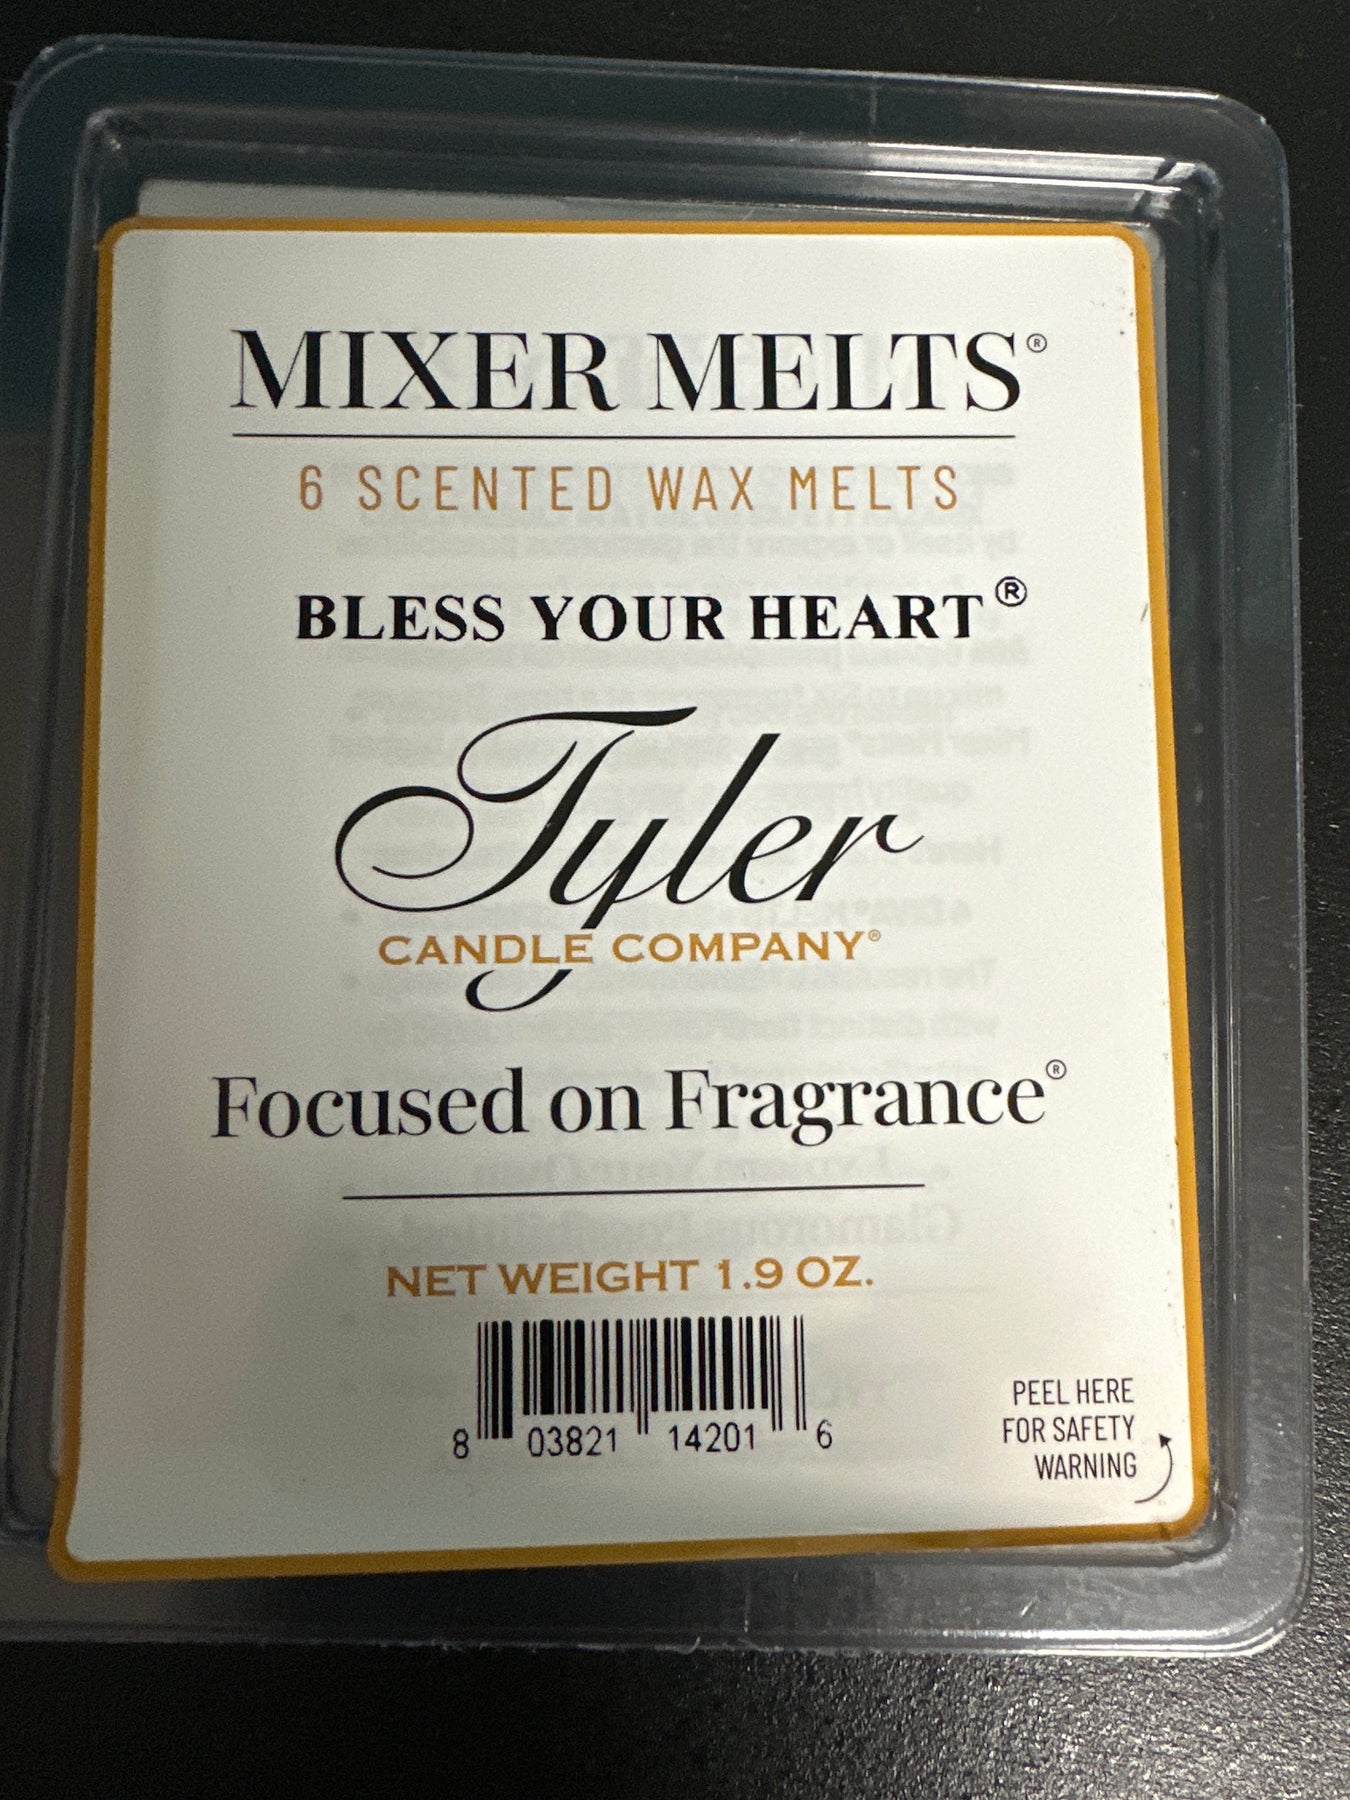 MIXER MELTS®
6 SCENTED WAX MELTS
BLESS YOUR HEART®
Tyler
CANDLE COMPANY®
Focused on Fragrance®
NET WEIGHT 1.9 OZ.
8 03821 14201 6
PEEL HERE
FOR SAFETY
WARNING